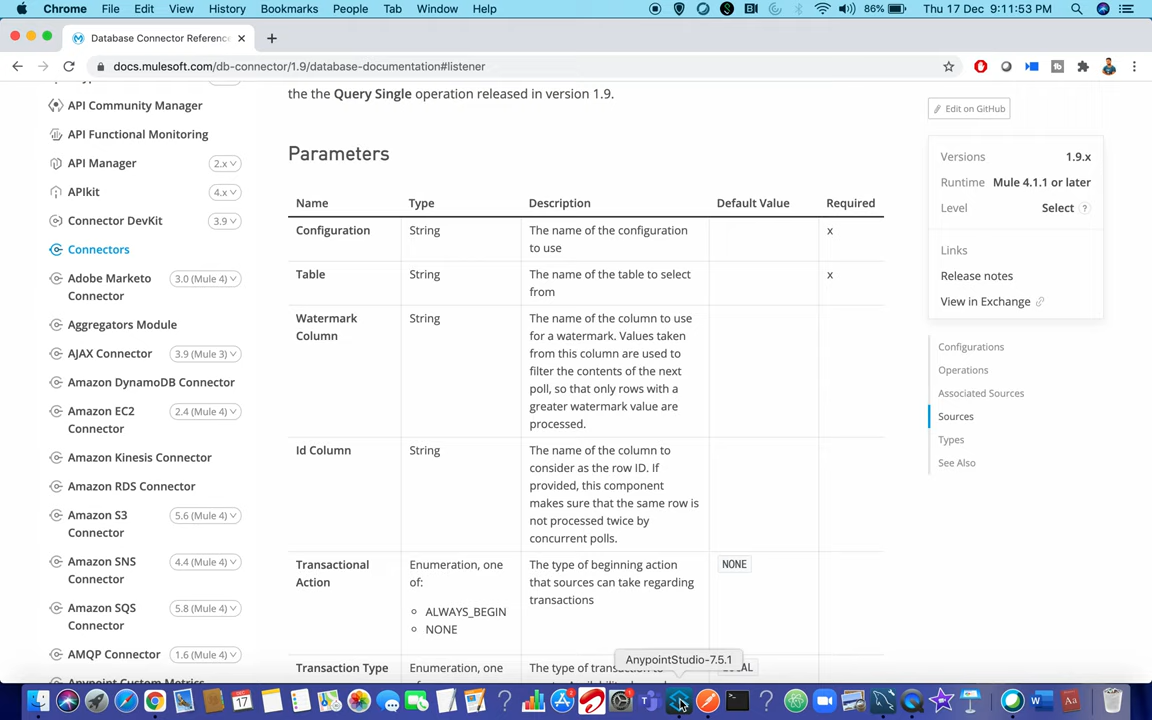 Chrome File Edit View History Bookmarks People Tab Window Help 86% Thu 17 Dec 9:11:53
Database Connector Reference
docs.mulesoft.com/db-connector/1.9/database-documentation#listener
API Community Manager
API Functional Monitoring
API Manager 2.x
APIkit 4.x
Connector DevKit 3.9
Connectors
Adobe Marketo Connector 3.0 (Mule 4)
Aggregators Module
AJAX Connector 3.9 (Mule 3)
Amazon DynamoDB Connector
Amazon EC2 Connector 2.4 (Mule 4)
Amazon Kinesis Connector
Amazon RDS Connector
Amazon S3 Connector 5.6 (Mule 4)
Amazon SNS Connector 4.4 (Mule 4)
Amazon SQS Connector 5.8 (Mule 4)
AMQP Connector 1.6 (Mule 4)
Anypoint Custom Metrics
the the Query Single operation released in version 1.9.
Parameters
Name Type Description Default Value Required
Configuration String The name of the configuration
to use x
Table String The name of the table to select
from x
Watermark
Column String The name of the column to use
for a watermark. Values taken
from this column are used to
filter the contents of the next
poll, so that only rows with a
greater watermark value are
processed.
Id Column String The name of the column to
consider as the row ID. If
provided, this component
makes sure that the same row is
not processed twice by
concurrent polls.
Transactional
Action Enumeration, one
of:
ALWAYS_BEGIN
NONE
The type of beginning action
that sources can take regarding
transactions
NONE
Transaction Type Enumeration, one The type of transaction to
AnypointStudio-7.5.1
Edit on GitHub
Versions 1.9.x
Runtime Mule 4.1.1 or later
Level Select ?
Links
Release notes
View in Exchange
Configurations
Operations
Associated Sources
Sources
Types
See Also
17